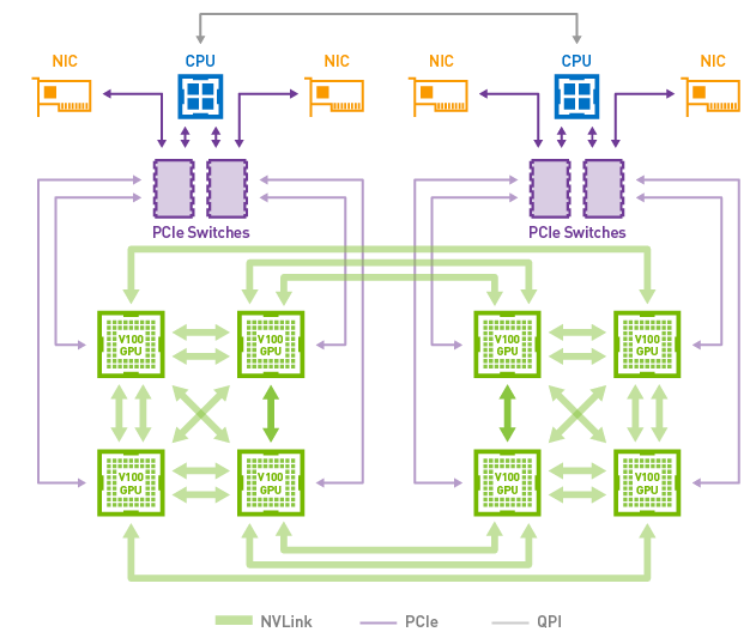 NIC CPU NIC NIC CPU NIC
PCIe Switches PCIe Switches
V100 GPU V100 GPU V100 GPU V100 GPU
V100 GPU V100 GPU V100 GPU V100 GPU
NVLink PCIe QPI